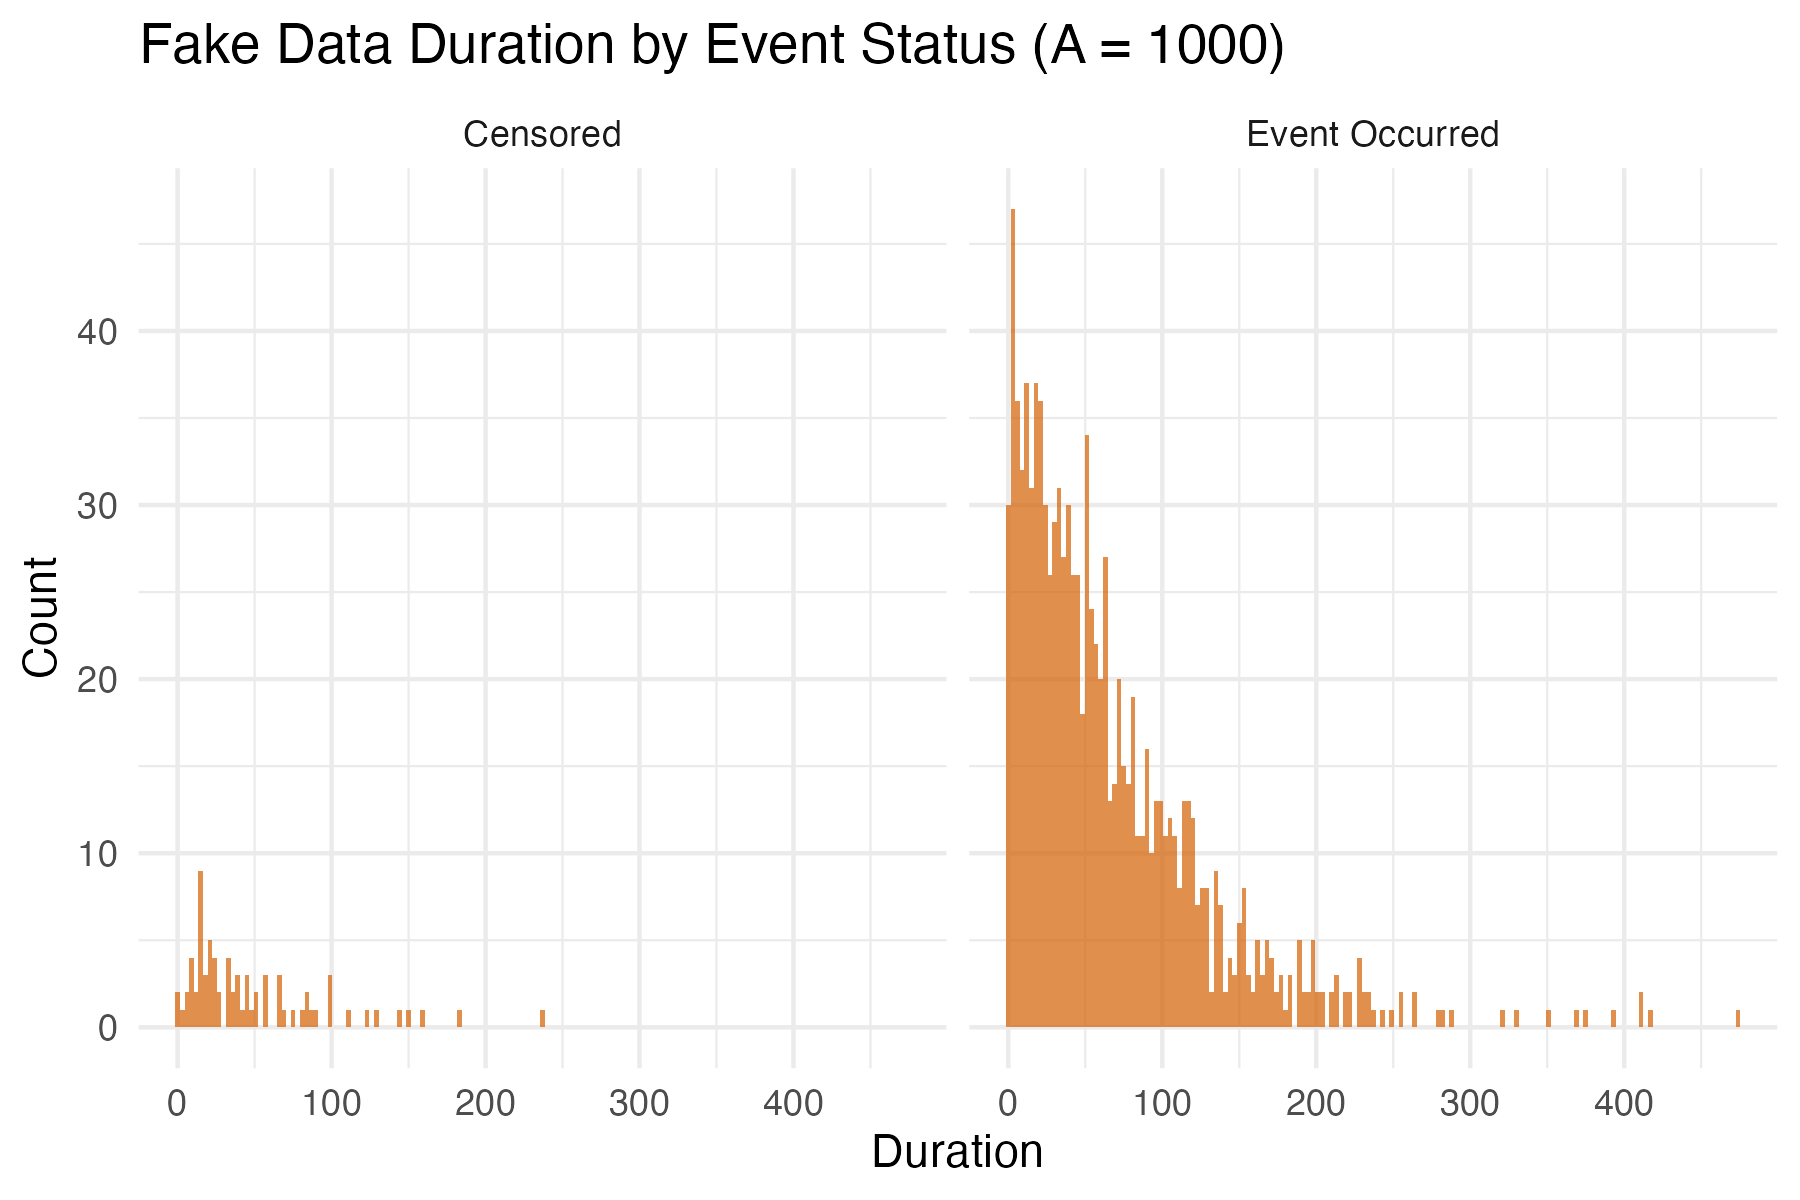 Fake Data Duration by Event Status (A = 1000)
Censored
Event Occurred
Count
40
30
20
10
0
0 100 200 300 400
0 100 200 300 400
Duration